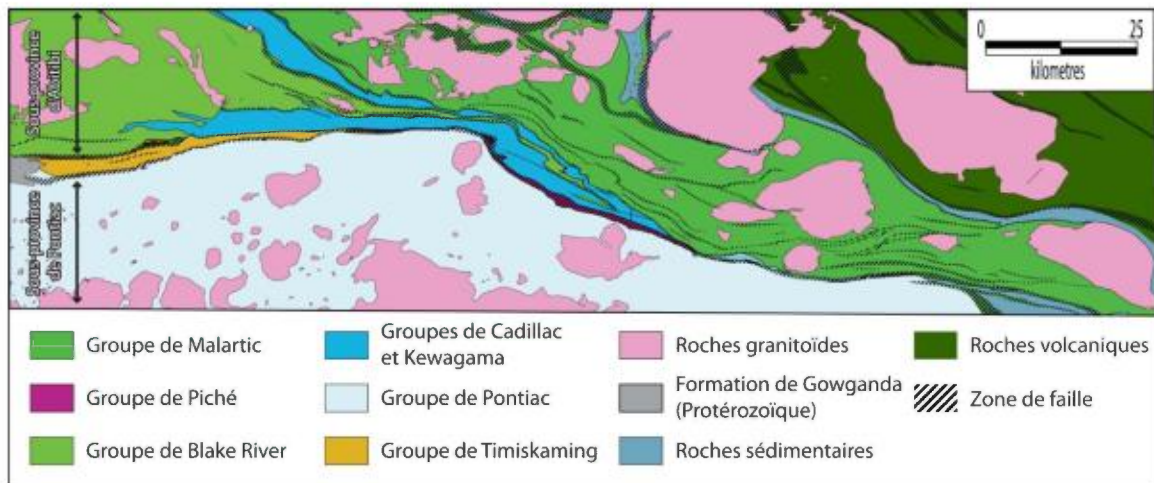 0 25
kilometres
Sous-province
d'Abitibi
Sous-province
de Pontiac
Groupe de Malartic
Groupes de Cadillac
et Kewagama
Roches granitoïdes
Roches volcaniques
Groupe de Piché
Groupe de Pontiac
Formation de Gowganda
(Protérozoïque)
Zone de faille
Groupe de Blake River
Groupe de Timiskaming
Roches sédimentaires